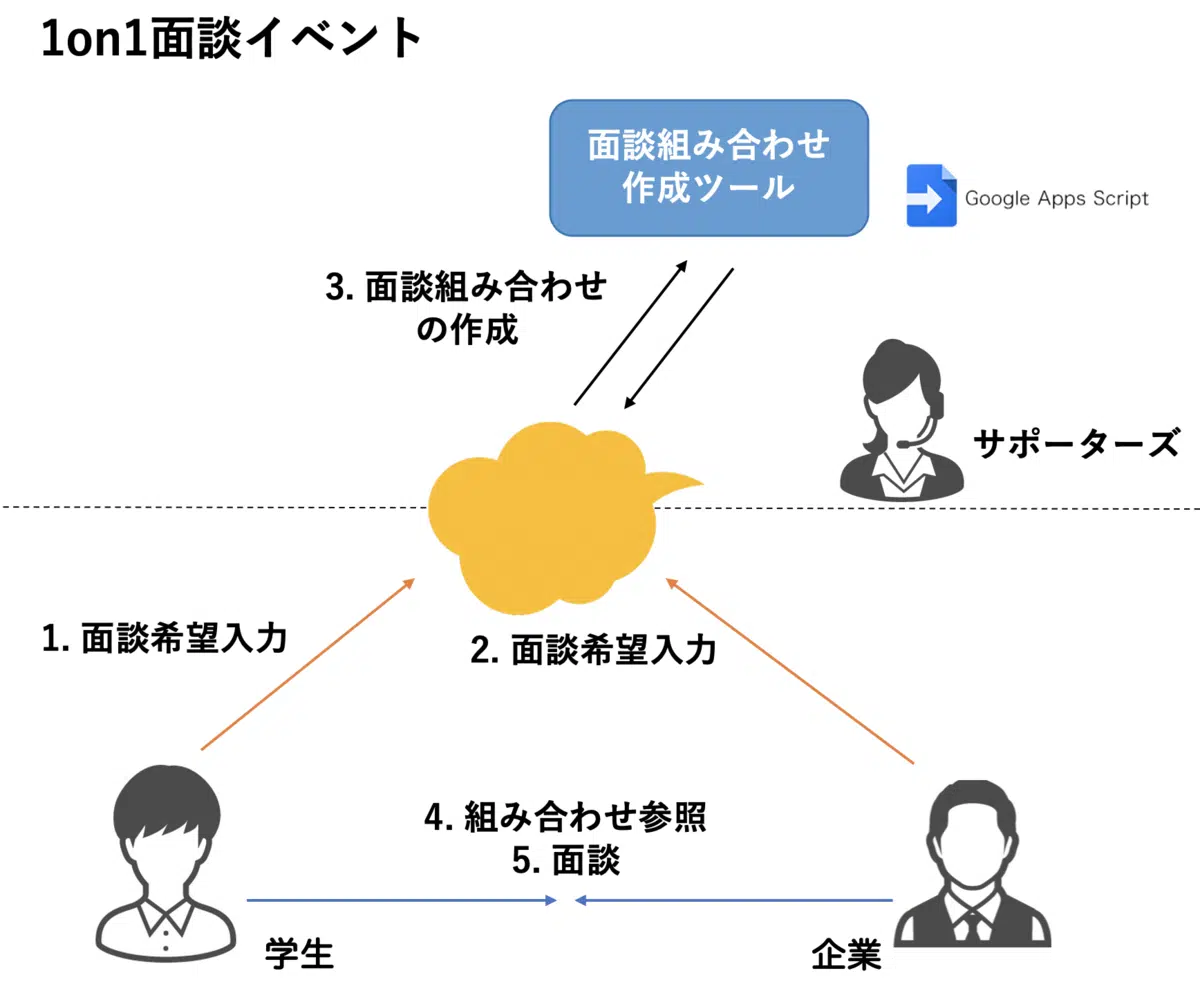 1on1面談イベント
面談組み合わせ
作成ツール
Google Apps Script
3. 面談組み合わせ
の作成
サポーターズ
1. 面談希望入力
2. 面談希望入力
4. 組み合わせ参照
5. 面談
学生
企業